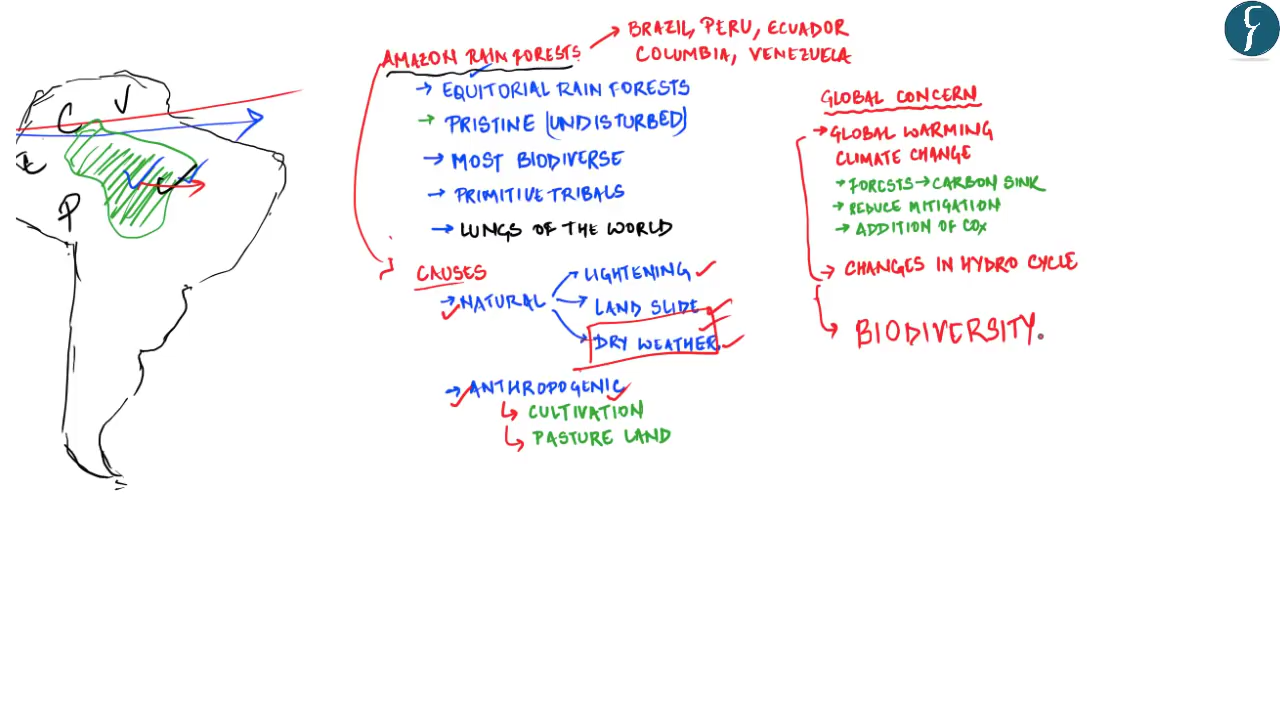 C
V
E
P
AMAZON RAIN FORESTS
BRAZIL, PERU, ECUADOR
COLUMBIA, VENEZUELA
→ EQUITORIAL RAIN FORESTS
→ PRISTINE (UNDISTURBED)
→ MOST BIODIVERSE
→ PRIMITIVE TRIBALS
→ LUNGS OF THE WORLD
CAUSES
→ NATURAL
LIGHTENING
LAND SLIDE
DRY WEATHER
→ ANTHROPOGENIC
CULTIVATION
PASTURE LAND
GLOBAL CONCERN
→ GLOBAL WARMING
CLIMATE CHANGE
→ FORESTS → CARBON SINK
→ REDUCE MITIGATION
→ ADDITION OF COX
→ CHANGES IN HYDRO CYCLE
→ BIODIVERSITY